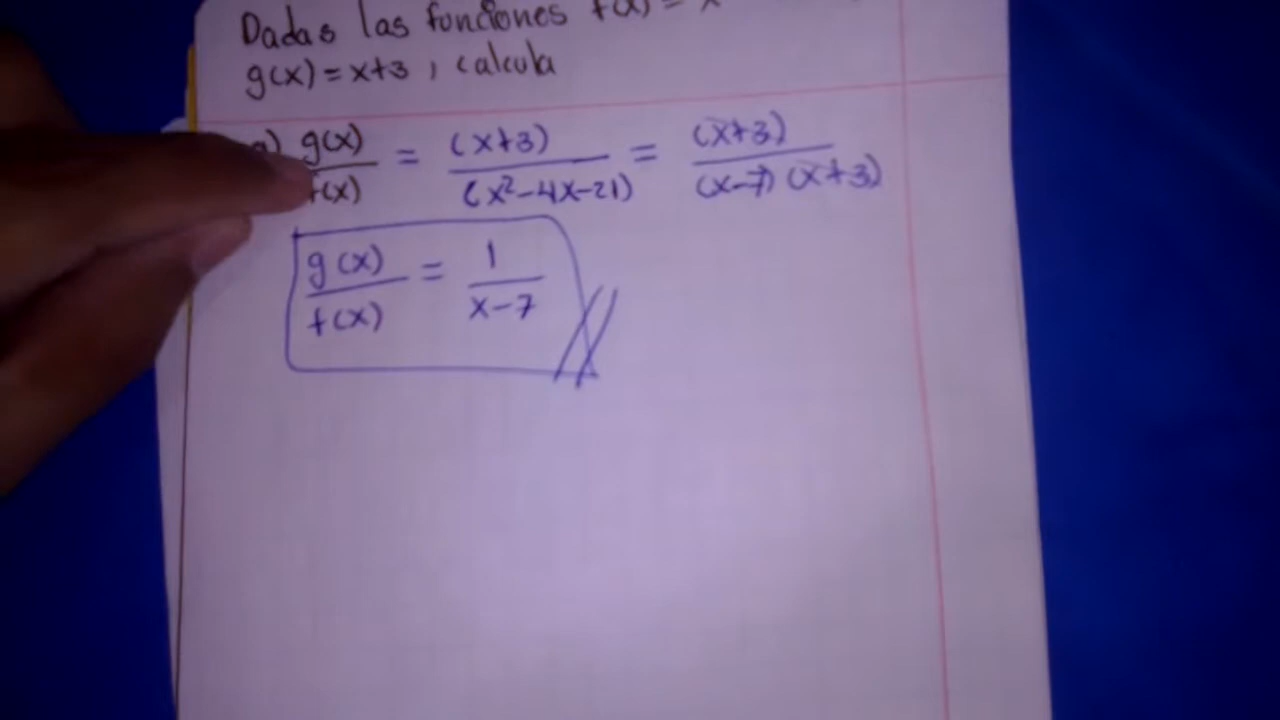 Dadas las funciones f(x) = x
g(x) = x+3 , calcula
a) g(x)/f(x) = (x+3)/(x²-4x-21) = (x+3)/(x-7)(x+3)
g(x)/f(x) = 1/x-7